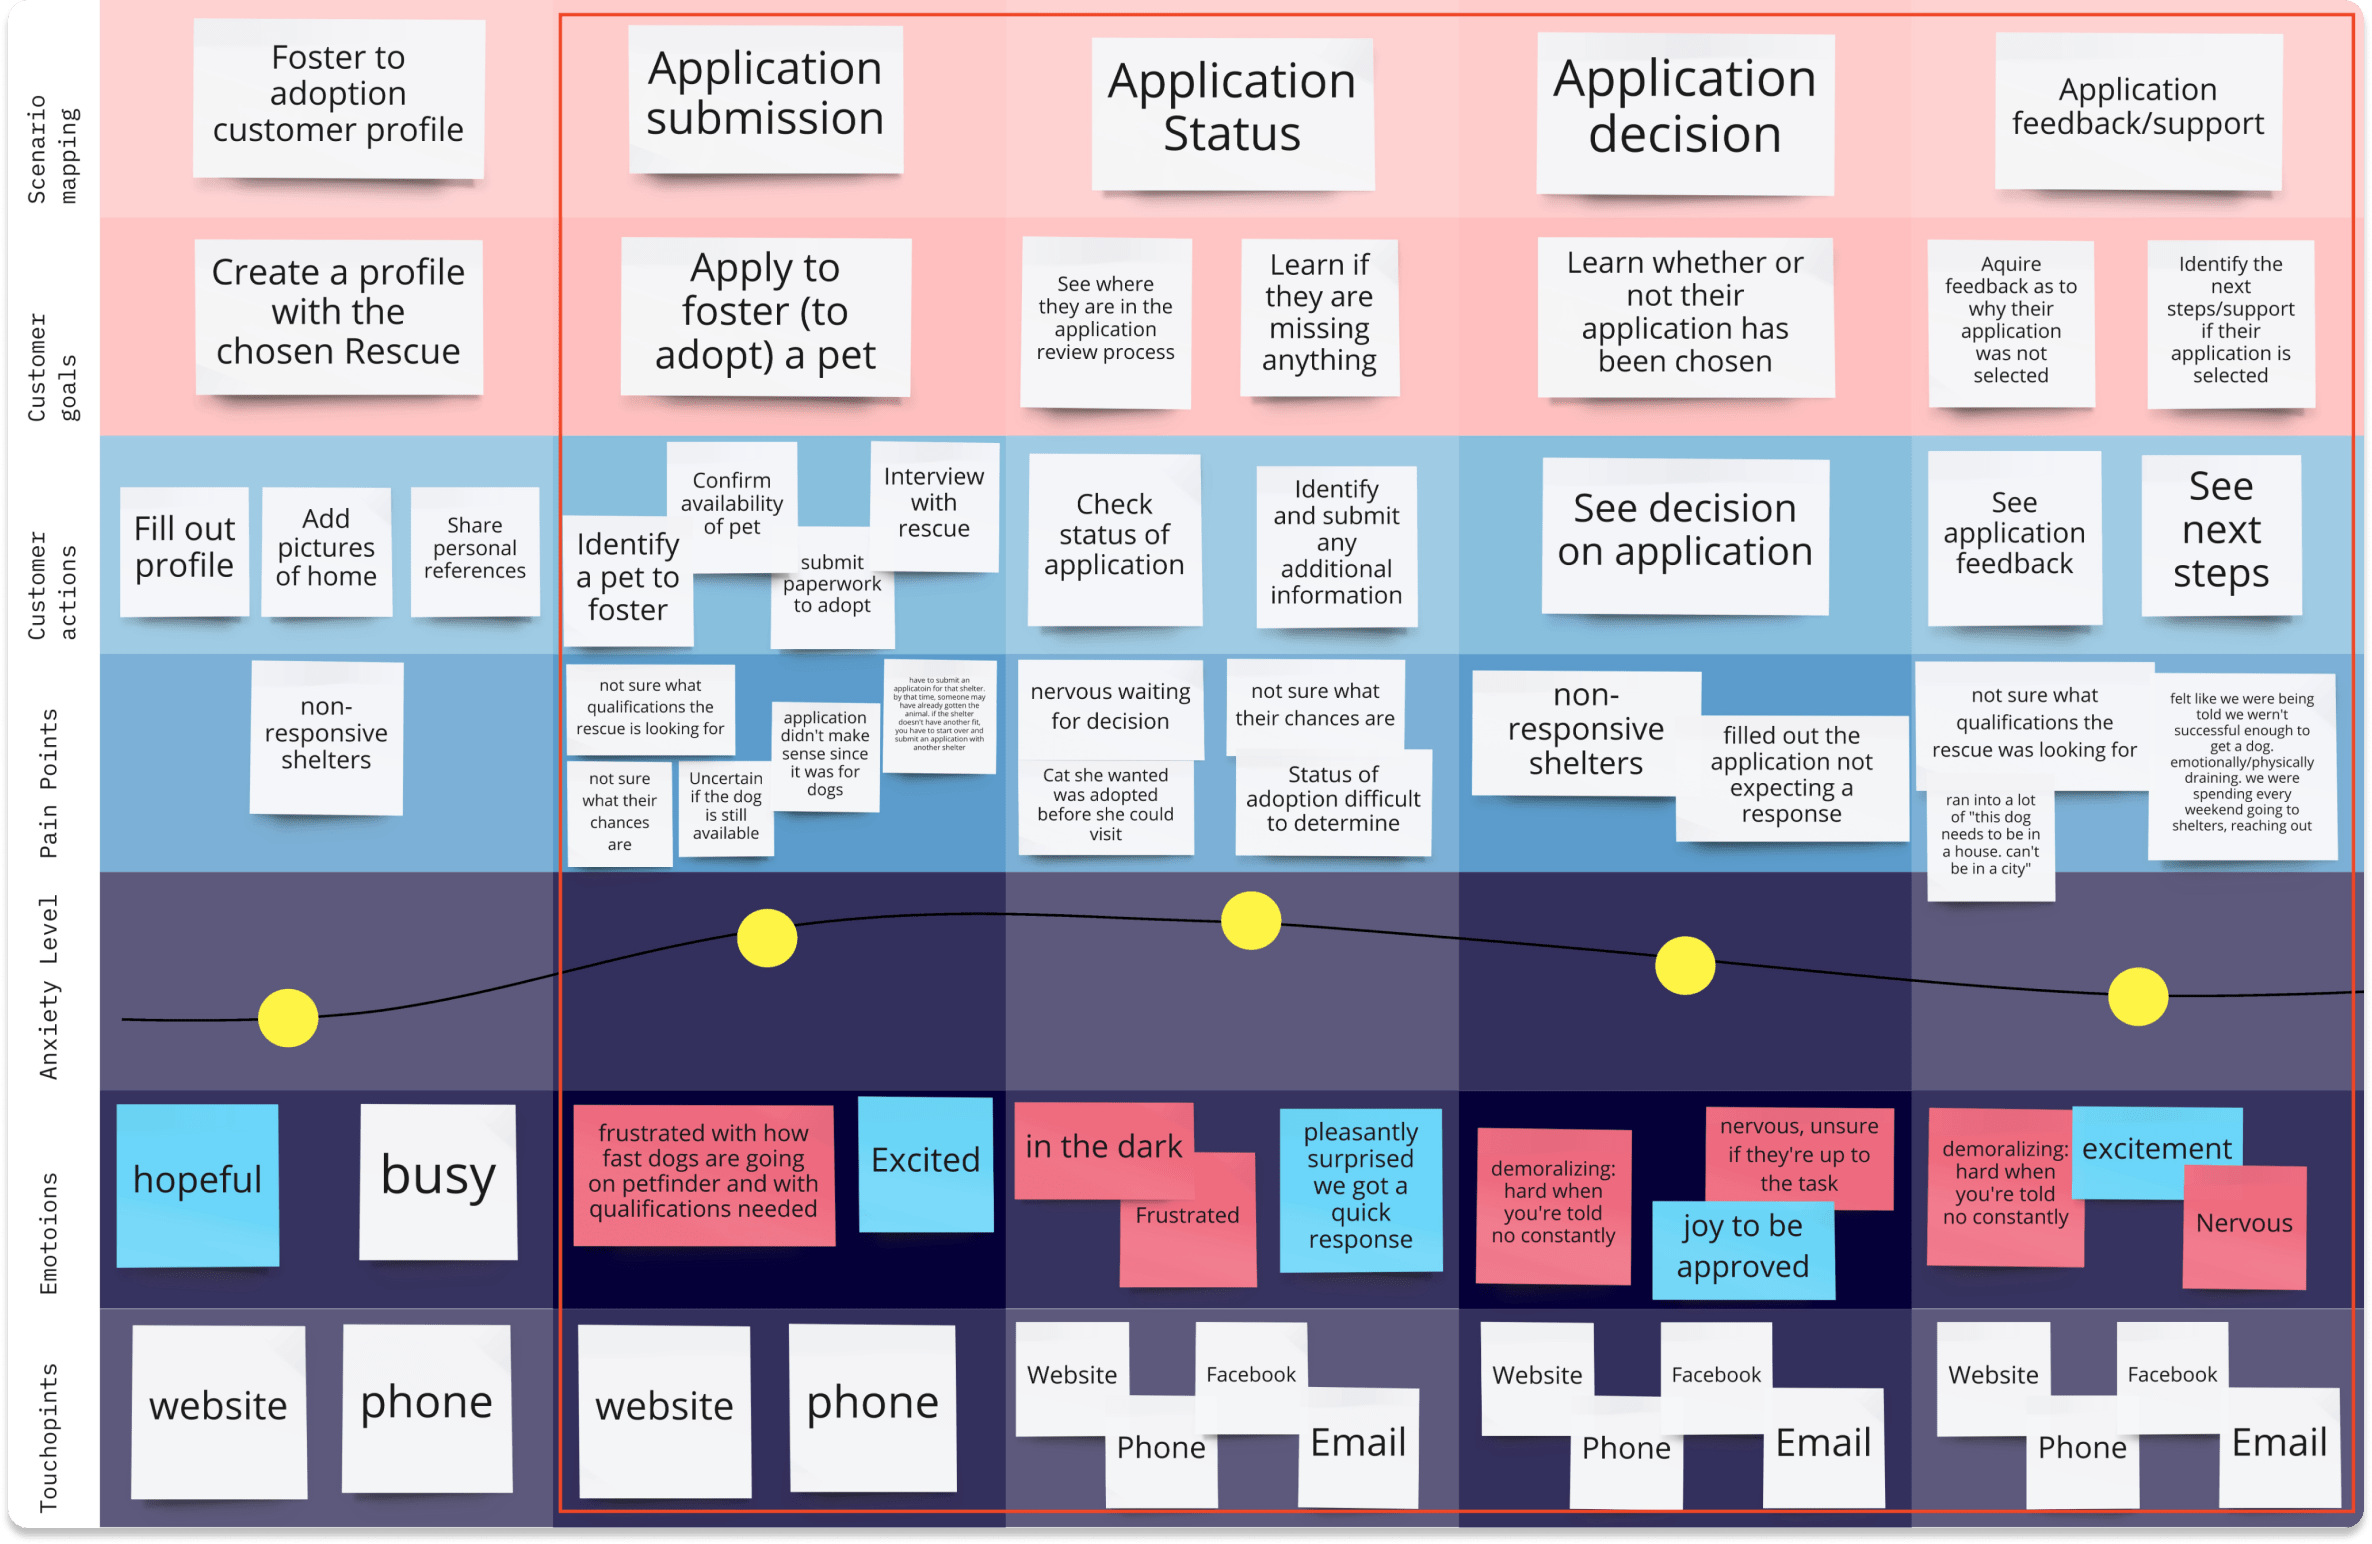 Scenario
mapping
Foster to
adoption
customer profile
Application
submission
Application
Status
Application
decision
Application
feedback/support
Customer
goals
Create a profile
with the
chosen Rescue
Apply to
foster (to
adopt) a pet
See where
they are in the
application
review process
Learn if
they are
missing
anything
Learn whether or
not their
application has
been chosen
Aquire
feedback as to
why their
application
was not
selected
Identify the
next
steps/support
if their
application is
selected
Customer
actions
Fill out
profile
Add
pictures
of home
Share
personal
references
Identify
a pet to
foster
Confirm
availability
of pet
submit
paperwork
to adopt
Interview
with
rescue
Check
status of
application
Identify
and submit
any
additional
information
See decision
on application
See
application
feedback
See
next
steps
Pain Points
non-
responsive
shelters
not sure what
qualifications the
rescue is looking for
not sure
what their
chances
are
Uncertain
if the dog
is still
available
application
didn't make
sense since
it was for
dogs
have to submit an
applicatoin for that shelter.
by that time, someone may
have already gotten the
animal. if the shelter
doesn't have another fit,
you have to start over and
submit an application with
another shelter
nervous waiting
for decision
not sure what
their chances are
Cat she wanted
was adopted
before she could
visit
Status of
adoption difficult
to determine
non-
responsive
shelters
filled out the
application not
expecting a
response
not sure what
qualifications the
rescue was looking for
ran into a lot
of "this dog
needs to be in
a house. can't
be in a city"
felt like we were being
told we wern't
successful enough to
get a dog.
emotionally/physically
draining. we were
spending every
weekend going to
shelters, reaching out
Anxiety Level
Emotoions
hopeful
busy
frustrated with how
fast dogs are going
on petfinder and with
qualifications needed
Excited
in the dark
Frustrated
pleasantly
surprised
we got a
quick
response
demoralizing:
hard when
you're told
no constantly
nervous, unsure
if they're up to
the task
joy to be
approved
demoralizing:
hard when
you're told
no constantly
excitement
Nervous
Touchopints
website
phone
website
phone
Website
Phone
Facebook
Email
Website
Phone
Facebook
Email
Website
Phone
Facebook
Email